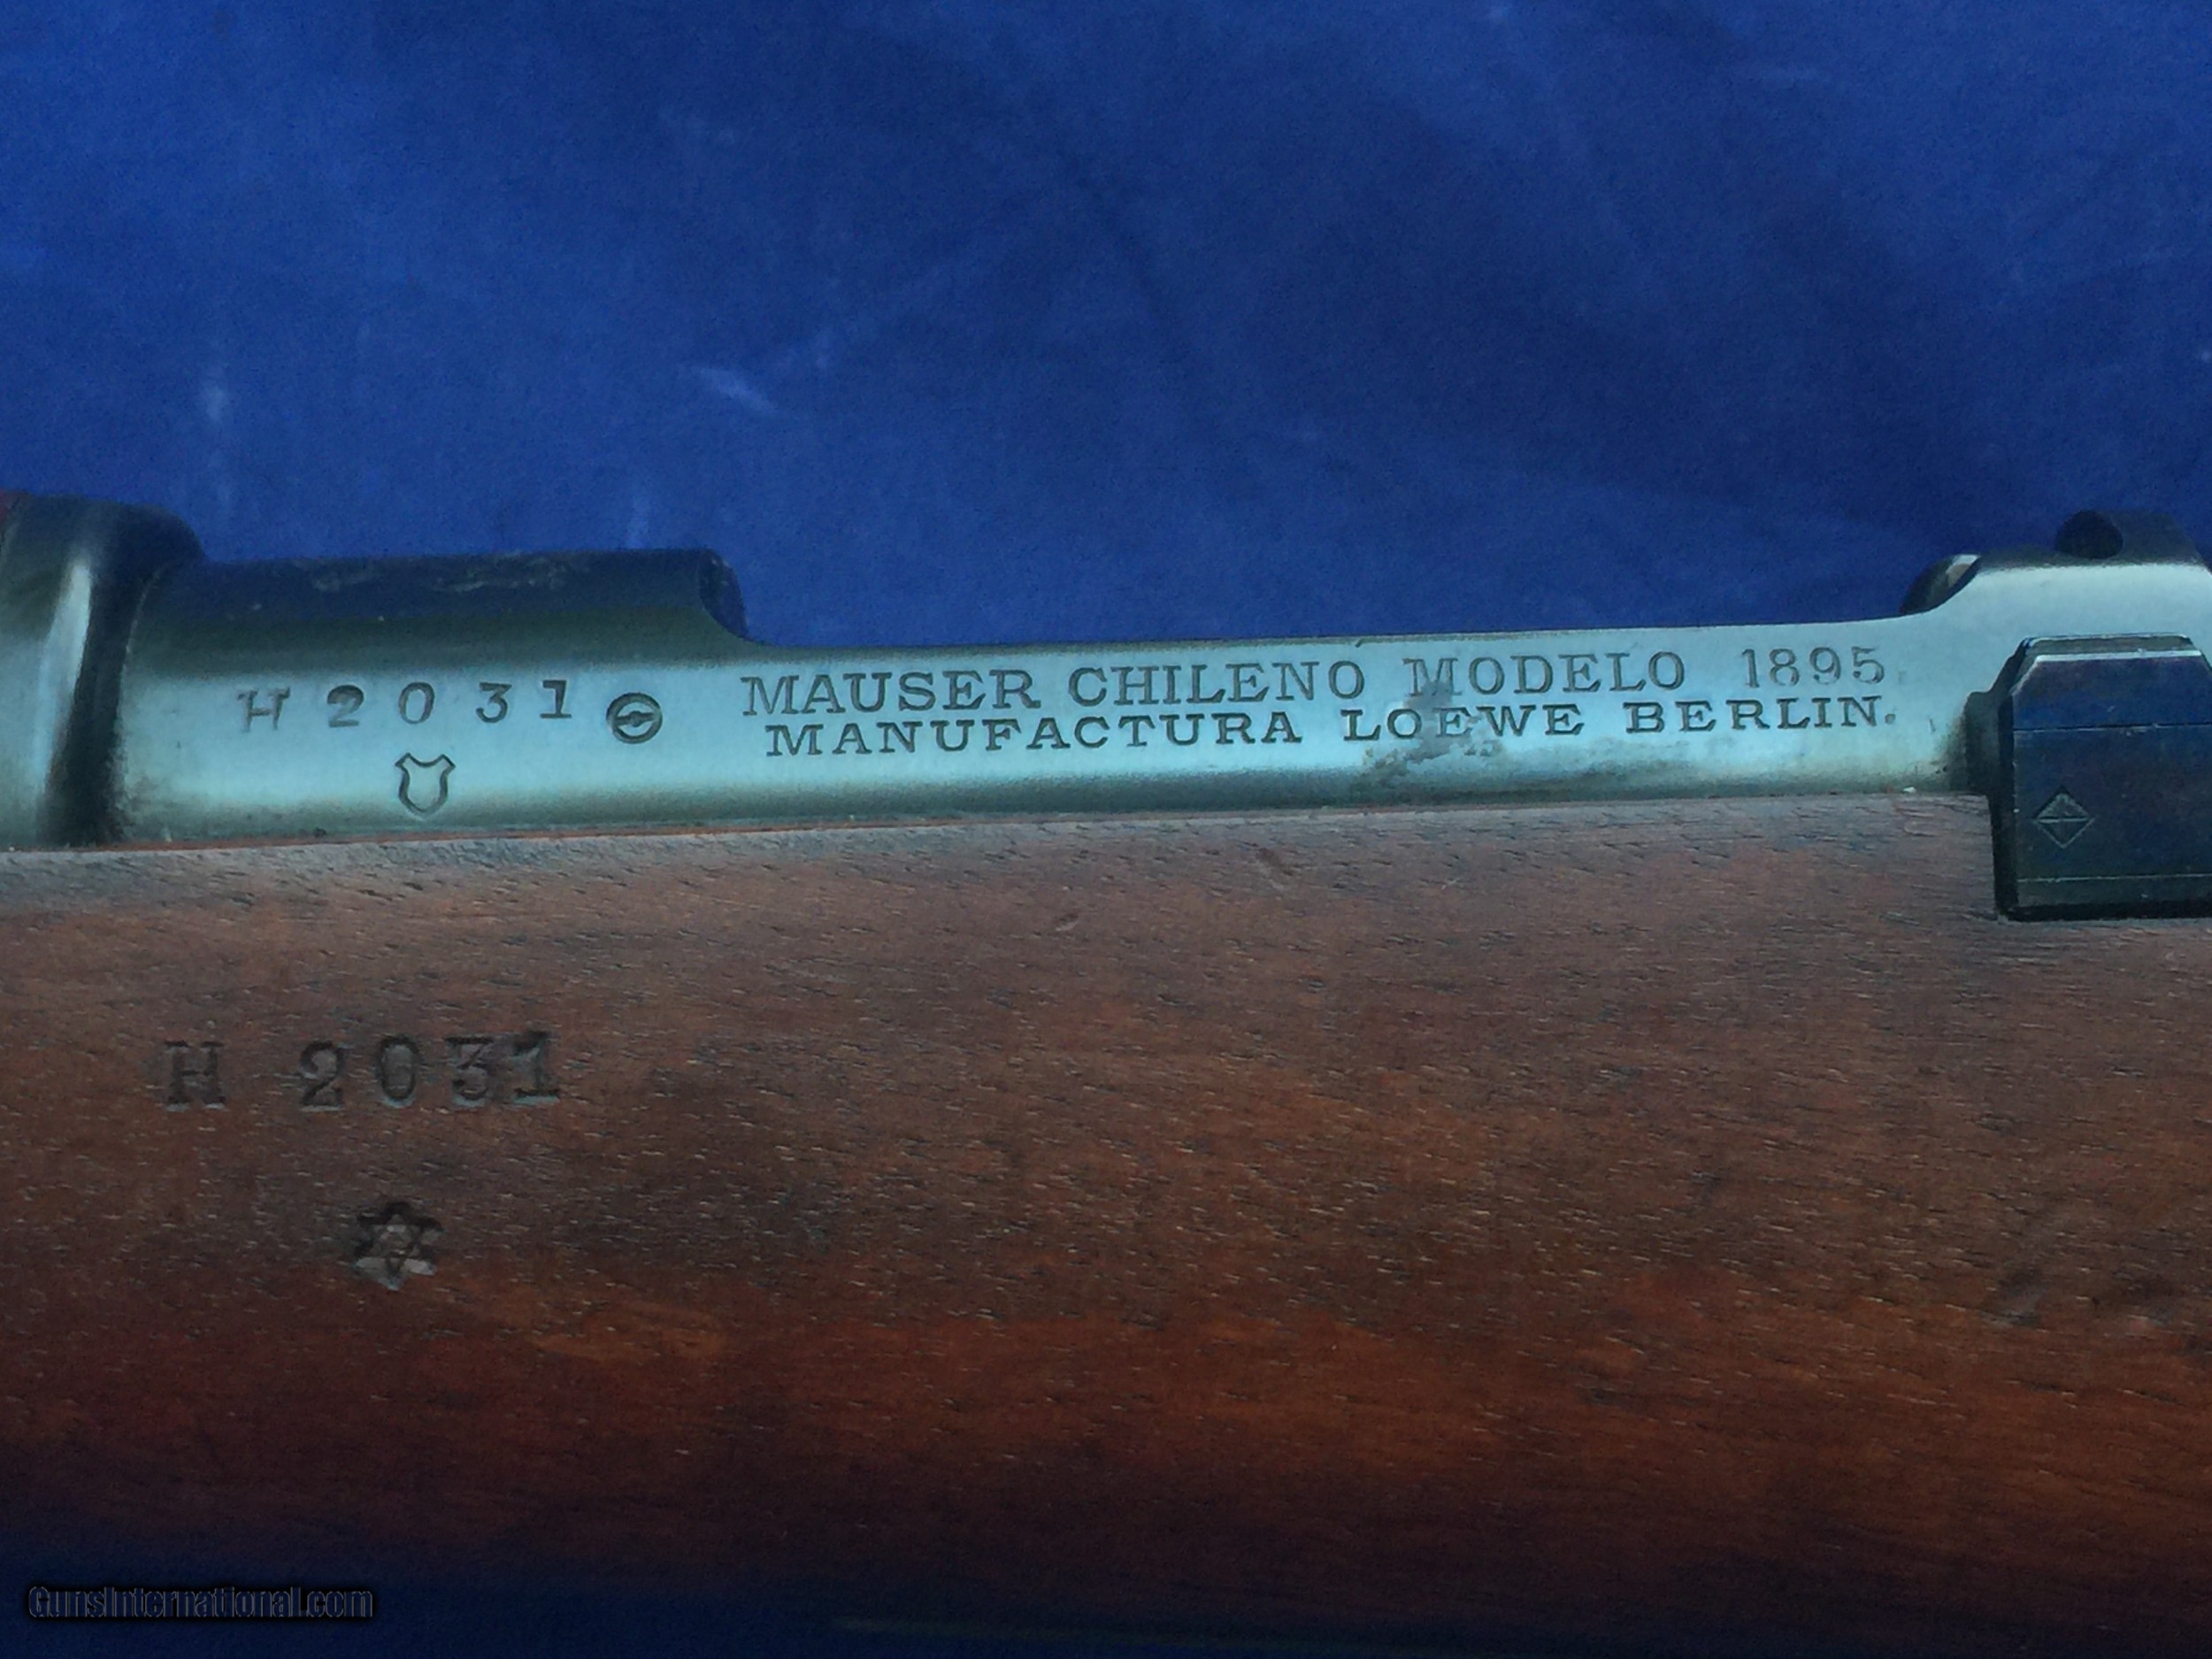 H 2031
MAUSER CHILENO MODELO 1895
MANUFACTURA LOEWE BERLIN.
H 2031
GunsInternational.com